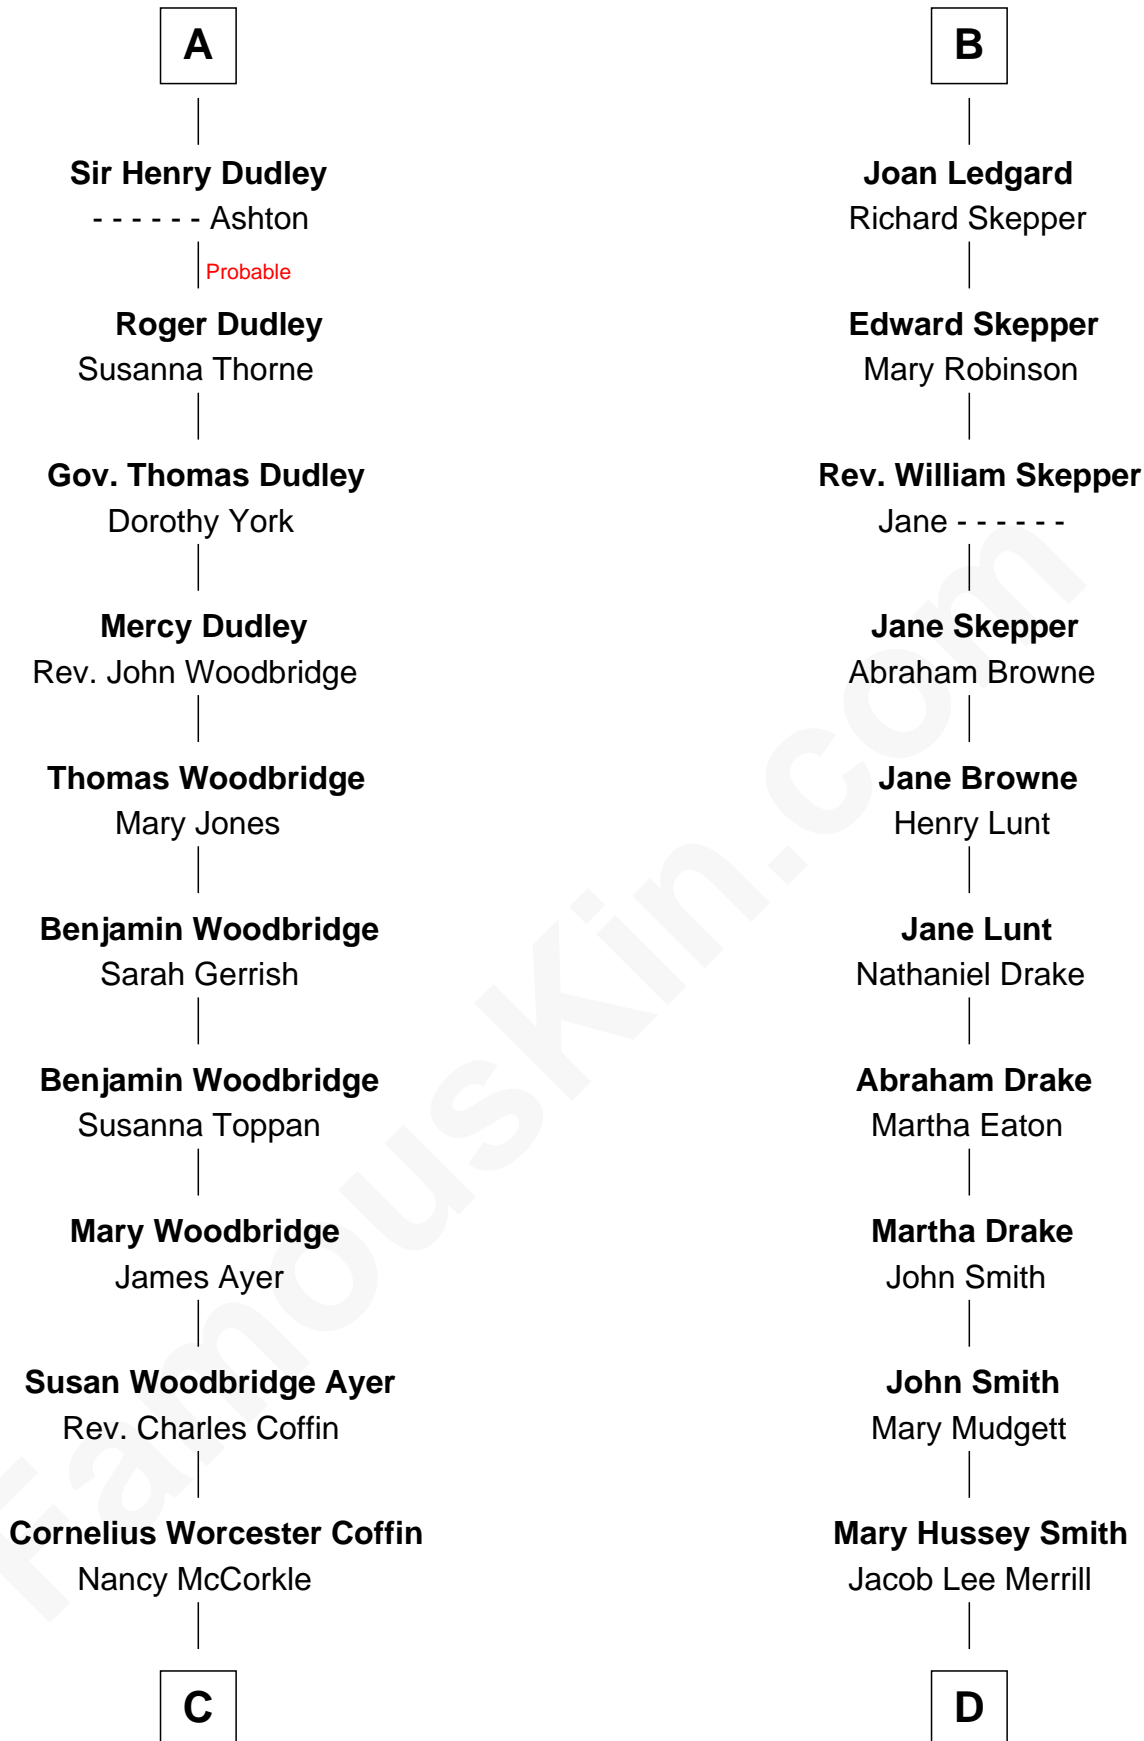 A
Sir Henry Dudley
- - - - - - Ashton
Probable
Roger Dudley
Susanna Thorne
Gov. Thomas Dudley
Dorothy York
Mercy Dudley
Rev. John Woodbridge
Thomas Woodbridge
Mary Jones
Benjamin Woodbridge
Sarah Gerrish
Benjamin Woodbridge
Susanna Toppan
Mary Woodbridge
James Ayer
Susan Woodbridge Ayer
Rev. Charles Coffin
Cornelius Worcester Coffin
Nancy McCorkle
C
B
Joan Ledgard
Richard Skepper
Edward Skepper
Mary Robinson
Rev. William Skepper
Jane - - - - - -
Jane Skepper
Abraham Browne
Jane Browne
Henry Lunt
Jane Lunt
Nathaniel Drake
Abraham Drake
Martha Eaton
Martha Drake
John Smith
John Smith
Mary Mudgett
Mary Hussey Smith
Jacob Lee Merrill
D
FamousKin.com